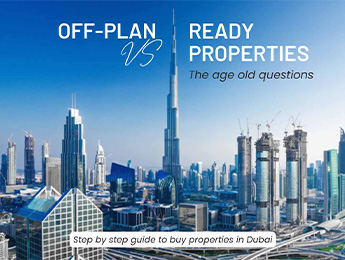 OFF-PLAN
VS
READY
PROPERTIES
The age old questions
Step by step guide to buy properties in Dubai